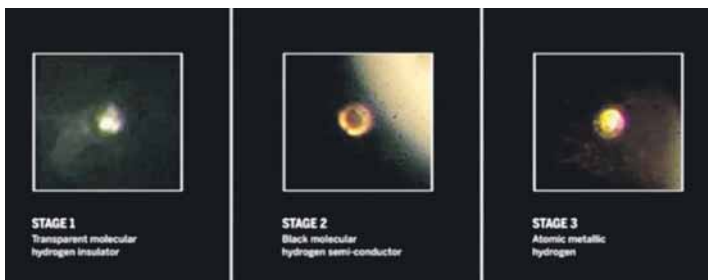 STAGE 1
Transparent molecular
hydrogen insulator
STAGE 2
Black molecular
hydrogen semi-conductor
STAGE 3
Atomic metallic
hydrogen